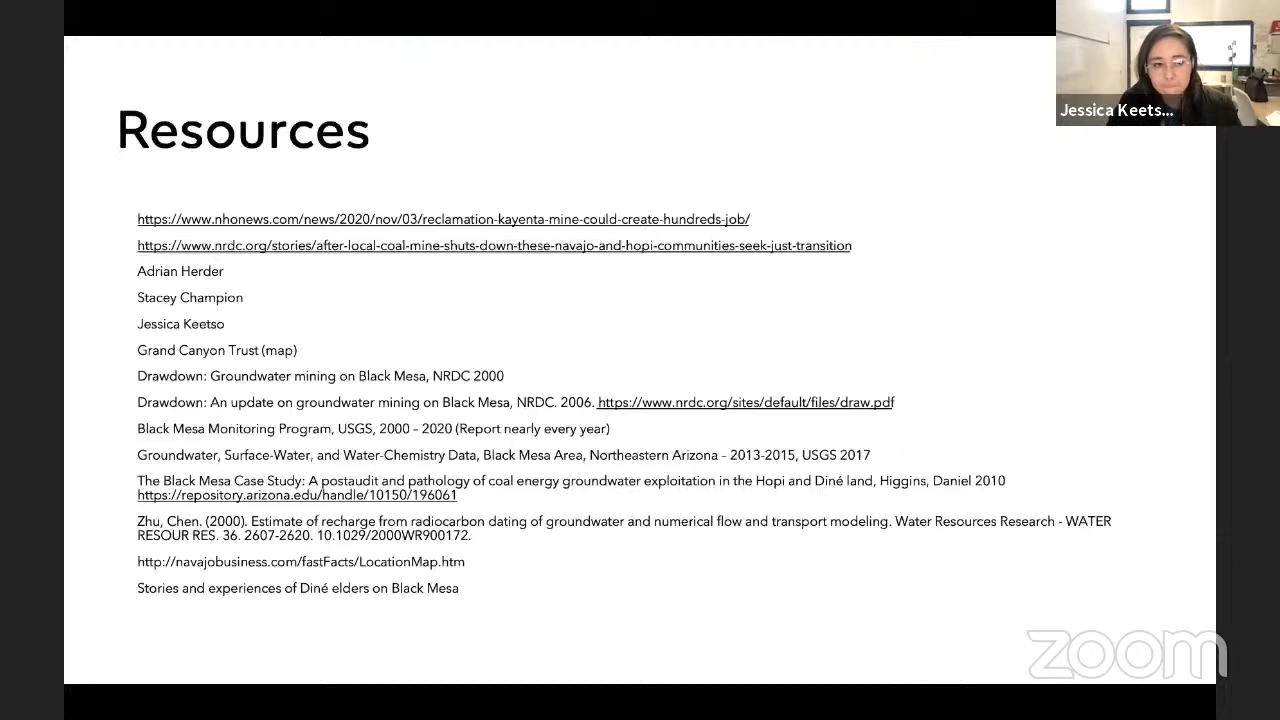 Jessica Keets...
Resources
https://www.nhonews.com/news/2020/nov/03/reclamation-kayenta-mine-could-create-hundreds-job/
https://www.nrdc.org/stories/after-local-coal-mine-shuts-down-these-navajo-and-hopi-communities-seek-just-transition
Adrian Herder
Stacey Champion
Jessica Keetso
Grand Canyon Trust (map)
Drawdown: Groundwater mining on Black Mesa, NRDC 2000
Drawdown: An update on groundwater mining on Black Mesa, NRDC. 2006. https://www.nrdc.org/sites/default/files/draw.pdf
Black Mesa Monitoring Program, USGS, 2000 – 2020 (Report nearly every year)
Groundwater, Surface-Water, and Water-Chemistry Data, Black Mesa Area, Northeastern Arizona – 2013-2015, USGS 2017
The Black Mesa Case Study: A postaudit and pathology of coal energy groundwater exploitation in the Hopi and Diné land, Higgins, Daniel 2010
https://repository.arizona.edu/handle/10150/196061
Zhu, Chen. (2000). Estimate of recharge from radiocarbon dating of groundwater and numerical flow and transport modeling. Water Resources Research - WATER
RESOUR RES. 36. 2607-2620. 10.1029/2000WR900172.
http://navajobusiness.com/fastFacts/LocationMap.htm
Stories and experiences of Diné elders on Black Mesa
zoom